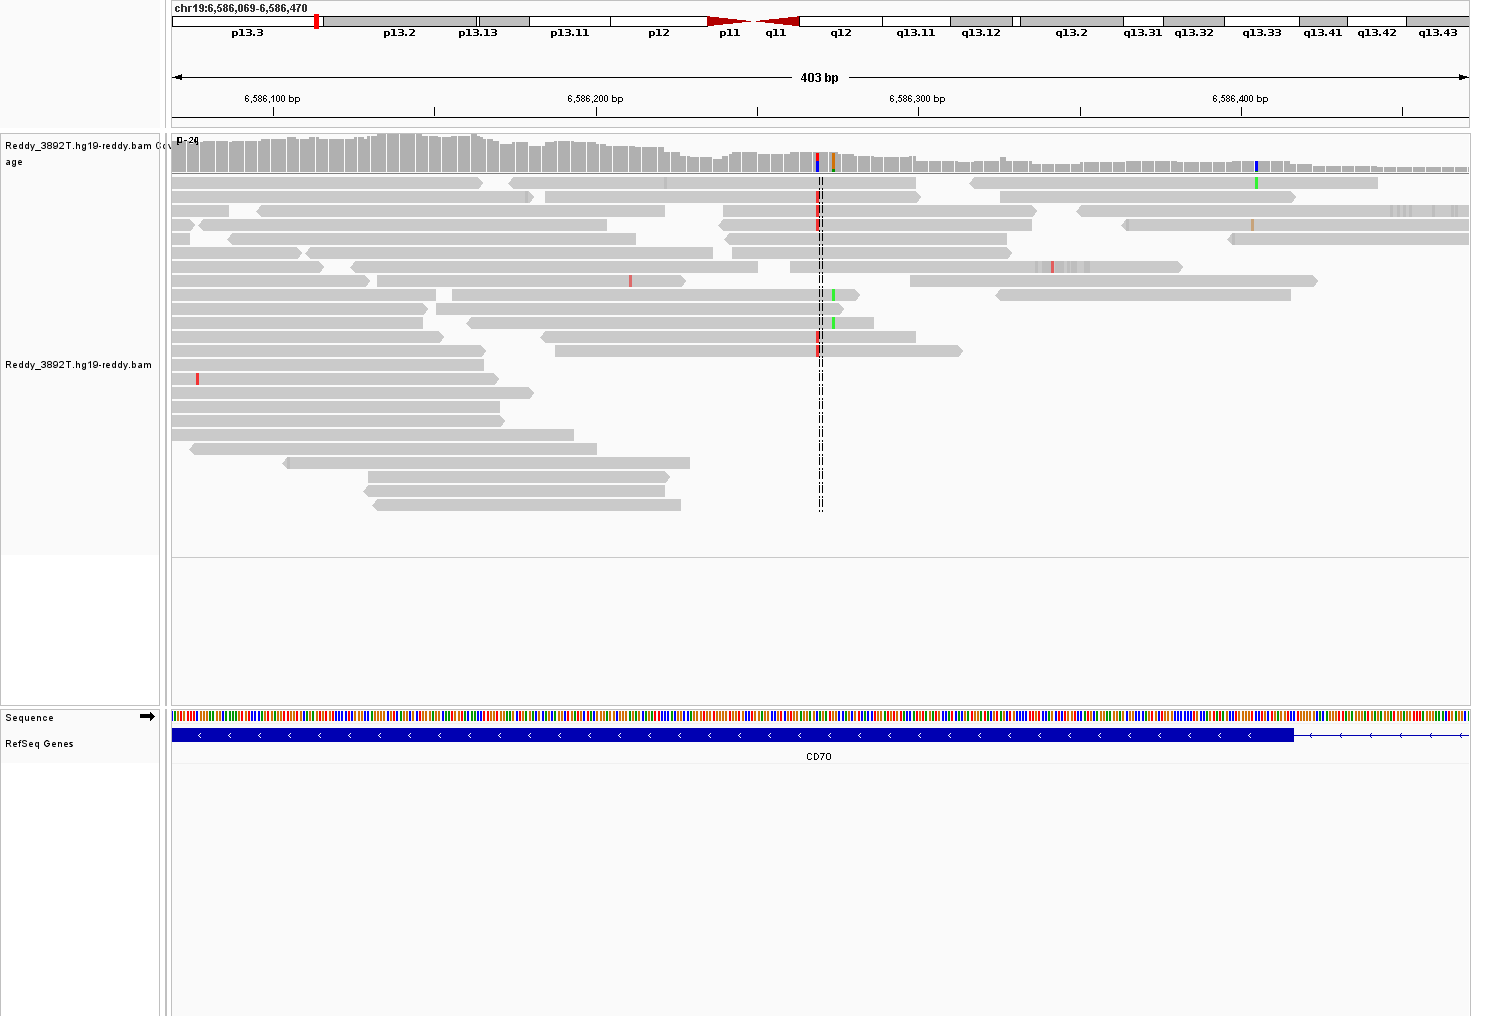 chr19:6,586,069-6,586,470
p13.3 p13.2 p13.13 p13.11 p12 p11 q11 q12 q13.11 q13.12 q13.2 q13.31 q13.32 q13.33 q13.41 q13.42 q13.43
403 bp
6,586,100 bp 6,586,200 bp 6,586,300 bp 6,586,400 bp
Reddy_3892T.hg19-reddy.bam Cov
age
Reddy_3892T.hg19-reddy.bam
Sequence
RefSeq Genes
CD70